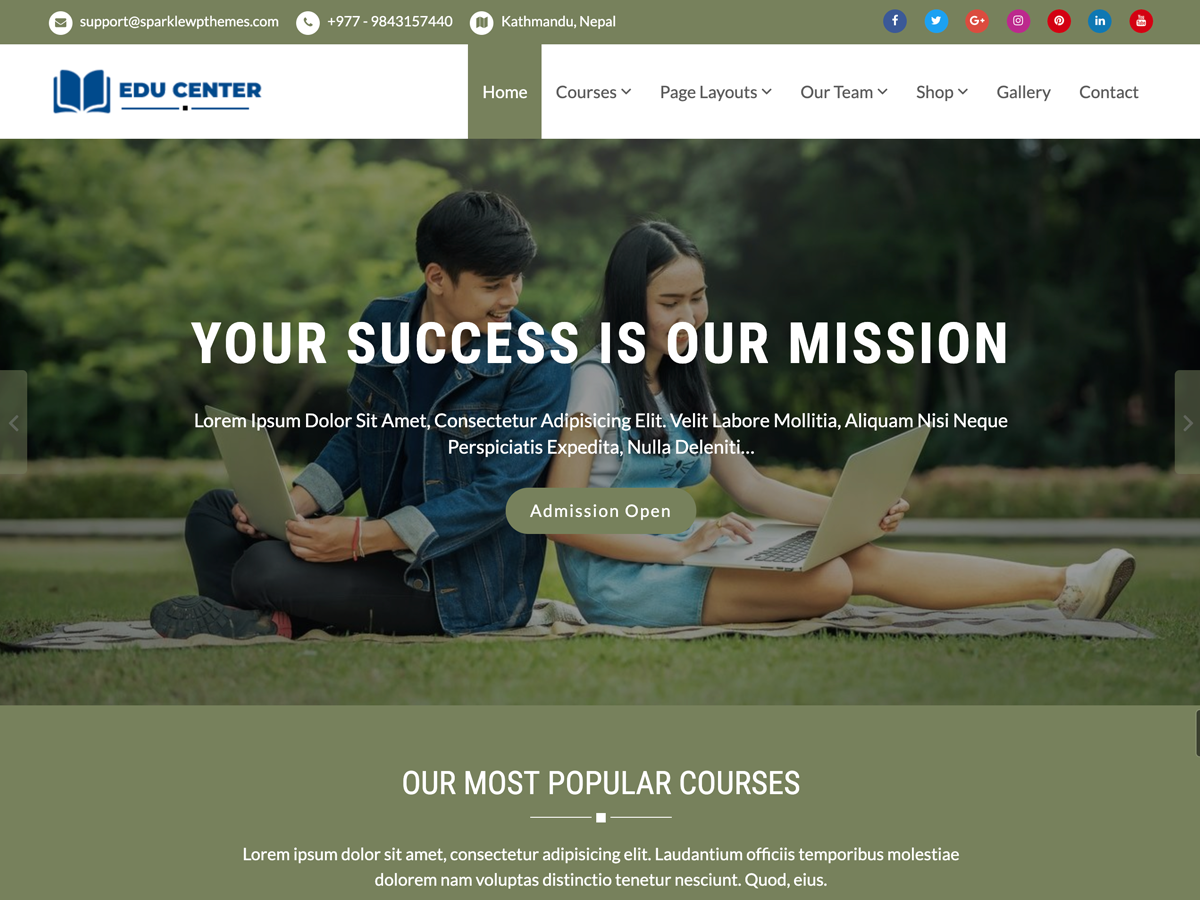 support@sparklewpthemes.com
+977 - 9843157440
Kathmandu, Nepal
EDU CENTER
Home
Courses
Page Layouts
Our Team
Shop
Gallery
Contact
YOUR SUCCESS IS OUR MISSION
Lorem Ipsum Dolor Sit Amet, Consectetur Adipisicing Elit. Velit Labore Mollitia, Aliquam Nisi Neque
Perspiciatis Expedita, Nulla Deleniti...
Admission Open
OUR MOST POPULAR COURSES
Lorem ipsum dolor sit amet, consectetur adipisicing elit. Laudantium officiis temporibus molestiae
dolorem nam voluptas distinctio tenetur nesciunt. Quod, eius.